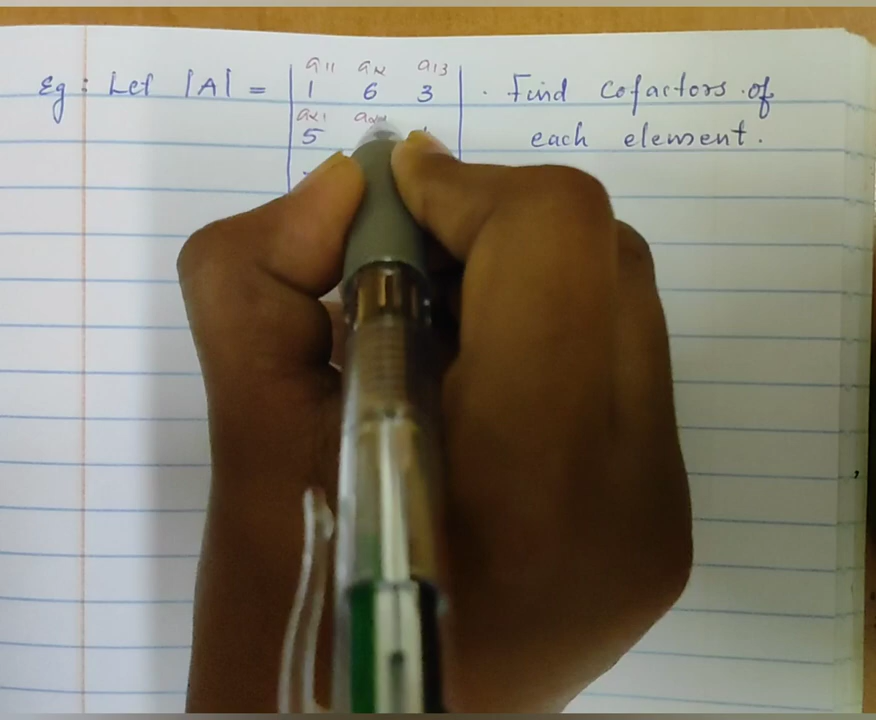 a11 a12 a13
Eg : Let |A| = | 1 6 3 | . Find cofactors of
a21 a22
5 each element.